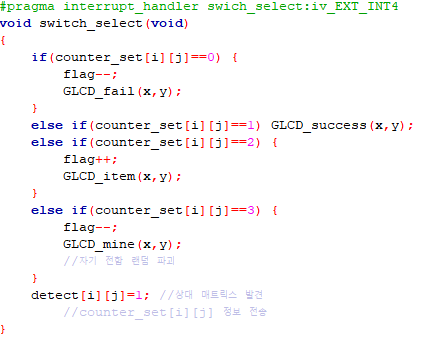 #pragma interrupt_handler swich_select:iv_EXT_INT4
void switch_select(void)
{
    if(counter_set[i][j]==0) {
        flag--;
        GLCD_fail(x,y);
    }
    else if(counter_set[i][j]==1) GLCD_success(x,y);
    else if(counter_set[i][j]==2) {
        flag++;
        GLCD_item(x,y);
    }
    else if(counter_set[i][j]==3) {
        flag--;
        GLCD_mine(x,y);
        //자기 전함 랜덤 파괴
    }
    detect[i][j]=1; //상대 매트릭스 발견
        //counter_set[i][j] 정보 전송
}